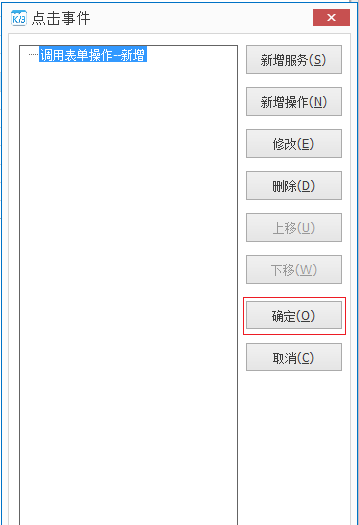 K/3 点击事件
调用表单操作--新增
新增服务(S)
新增操作(N)
修改(E)
删除(D)
上移(U)
下移(W)
确定(O)
取消(C)